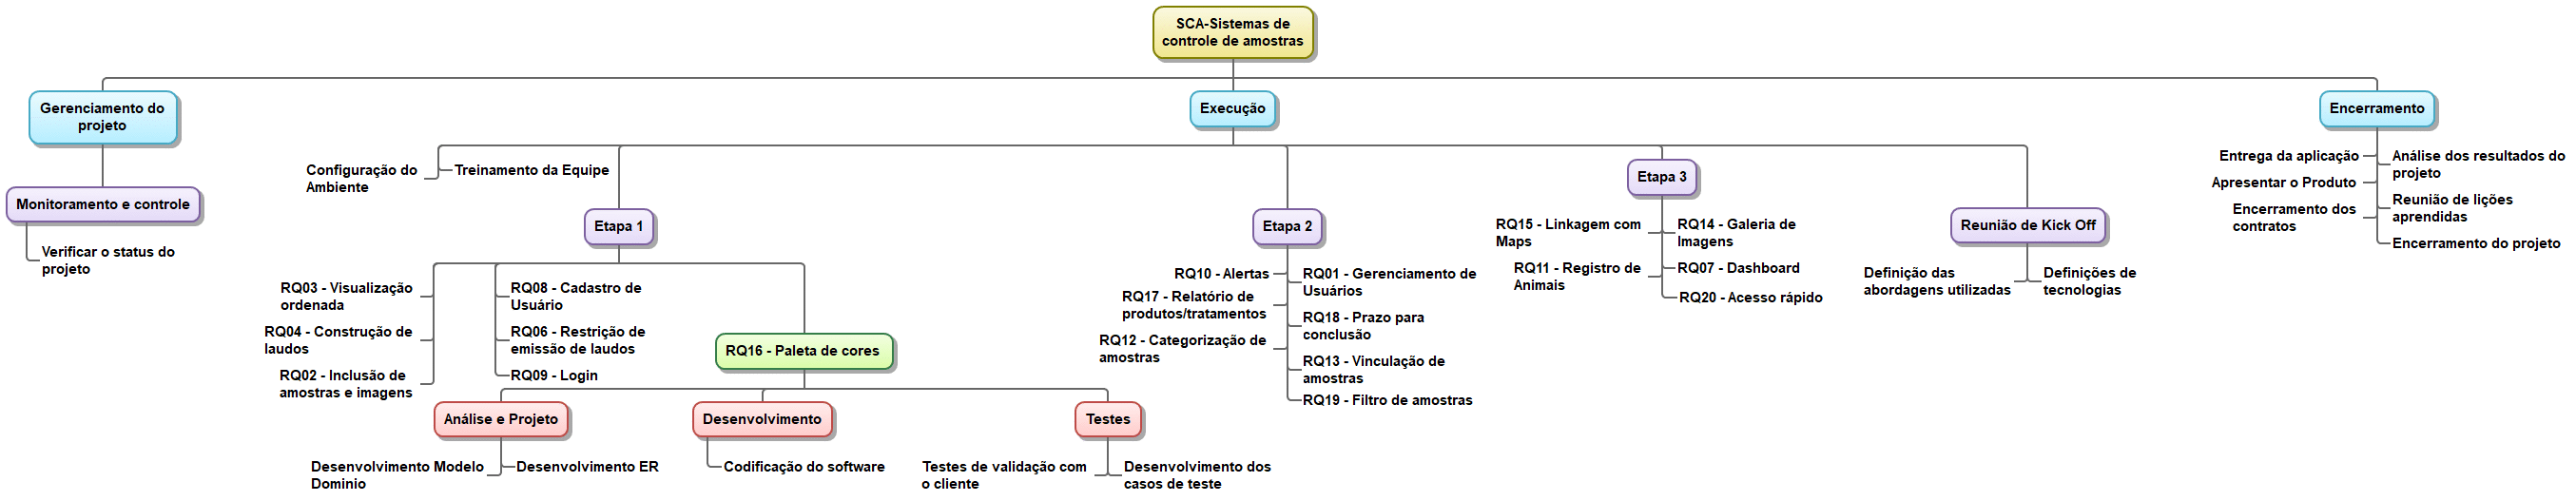 SCA-Sistemas de
controle de amostras
Gerenciamento do
projeto
Execução
Encerramento
Monitoramento e controle
Verificar o status do
projeto
Configuração do
Ambiente
Treinamento da Equipe
Etapa 1
RQ03 - Visualização
ordenada
RQ04 - Construção de
laudos
RQ02 - Inclusão de
amostras e imagens
RQ08 - Cadastro de
Usuário
RQ06 - Restrição de
emissão de laudos
RQ09 - Login
RQ16 - Paleta de cores
Análise e Projeto
Desenvolvimento Modelo
Dominio
Desenvolvimento ER
Desenvolvimento
Codificação do software
Testes
Testes de validação com
o cliente
Desenvolvimento dos
casos de teste
Etapa 2
RQ10 - Alertas
RQ17 - Relatório de
produtos/tratamentos
RQ12 - Categorização de
amostras
RQ01 - Gerenciamento de
Usuários
RQ18 - Prazo para
conclusão
RQ13 - Vinculação de
amostras
RQ19 - Filtro de amostras
Etapa 3
RQ15 - Linkagem com
Maps
RQ11 - Registro de
Animais
RQ14 - Galeria de
Imagens
RQ07 - Dashboard
RQ20 - Acesso rápido
Reunião de Kick Off
Definição das
abordagens utilizadas
Definições de
tecnologias
Entrega da aplicação
Apresentar o Produto
Encerramento dos
contratos
Análise dos resultados do
projeto
Reunião de lições
aprendidas
Encerramento do projeto